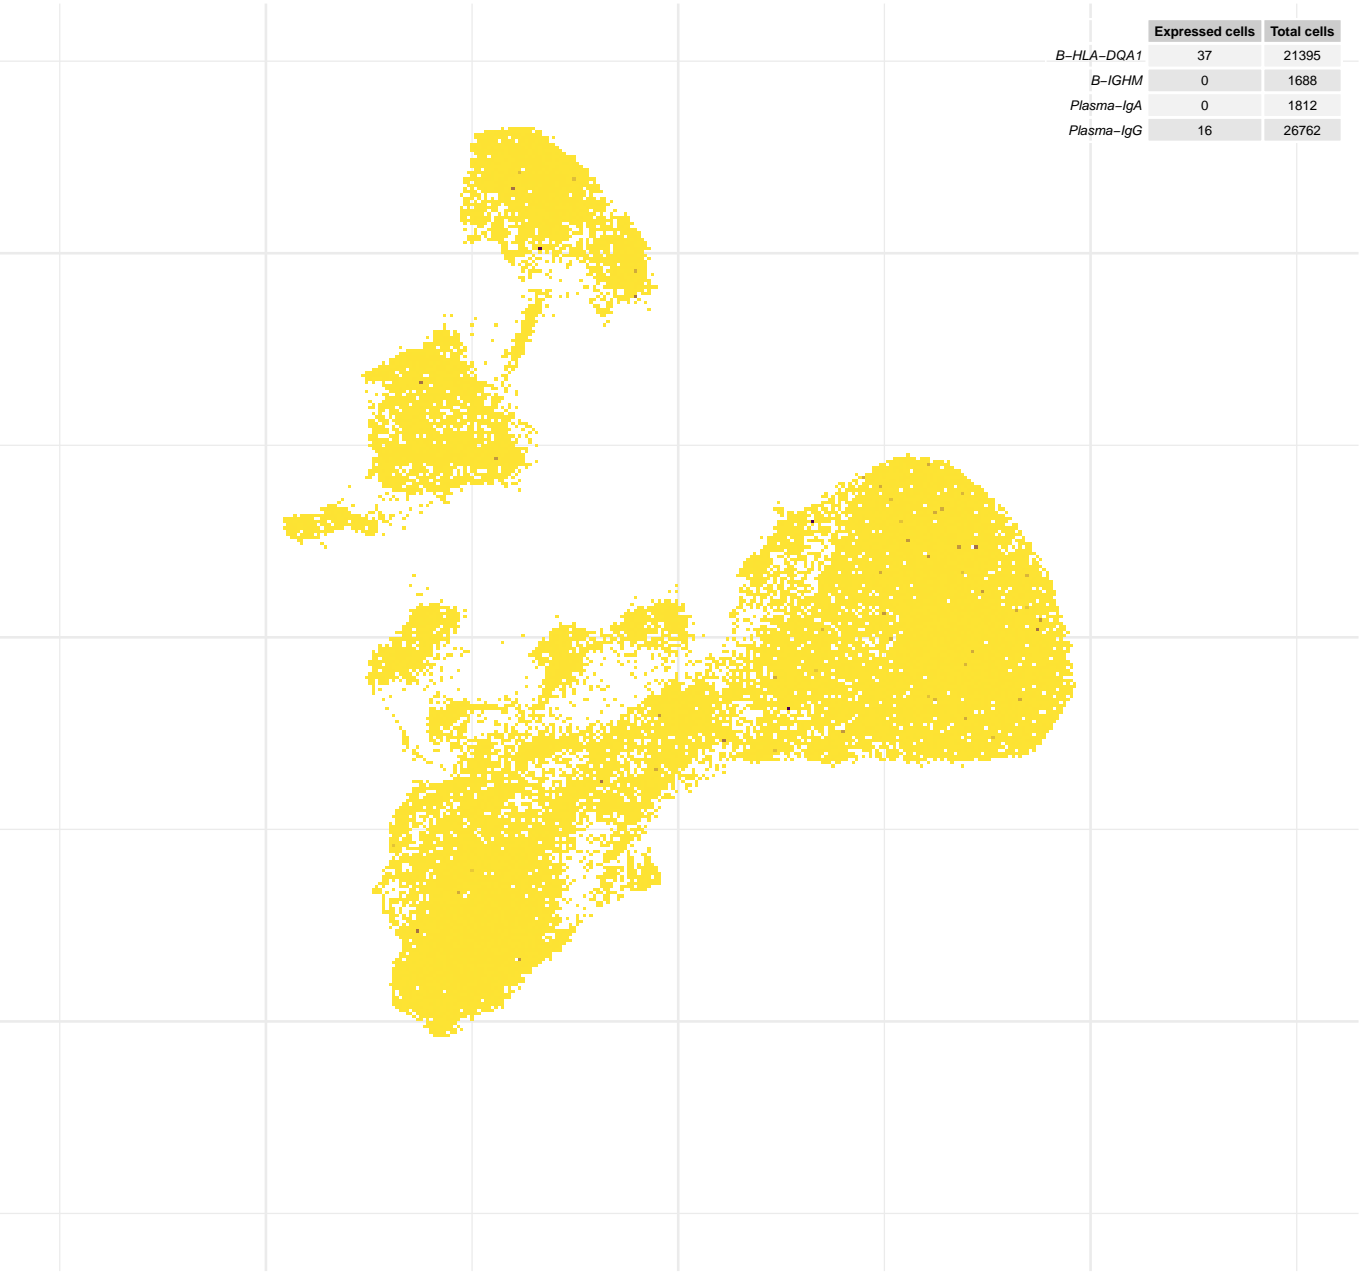 Expressed cells Total cells
B−HLA−DQA1 37 21395
B−IGHM 0 1688
Plasma−IgA 0 1812
Plasma−IgG 16 26762